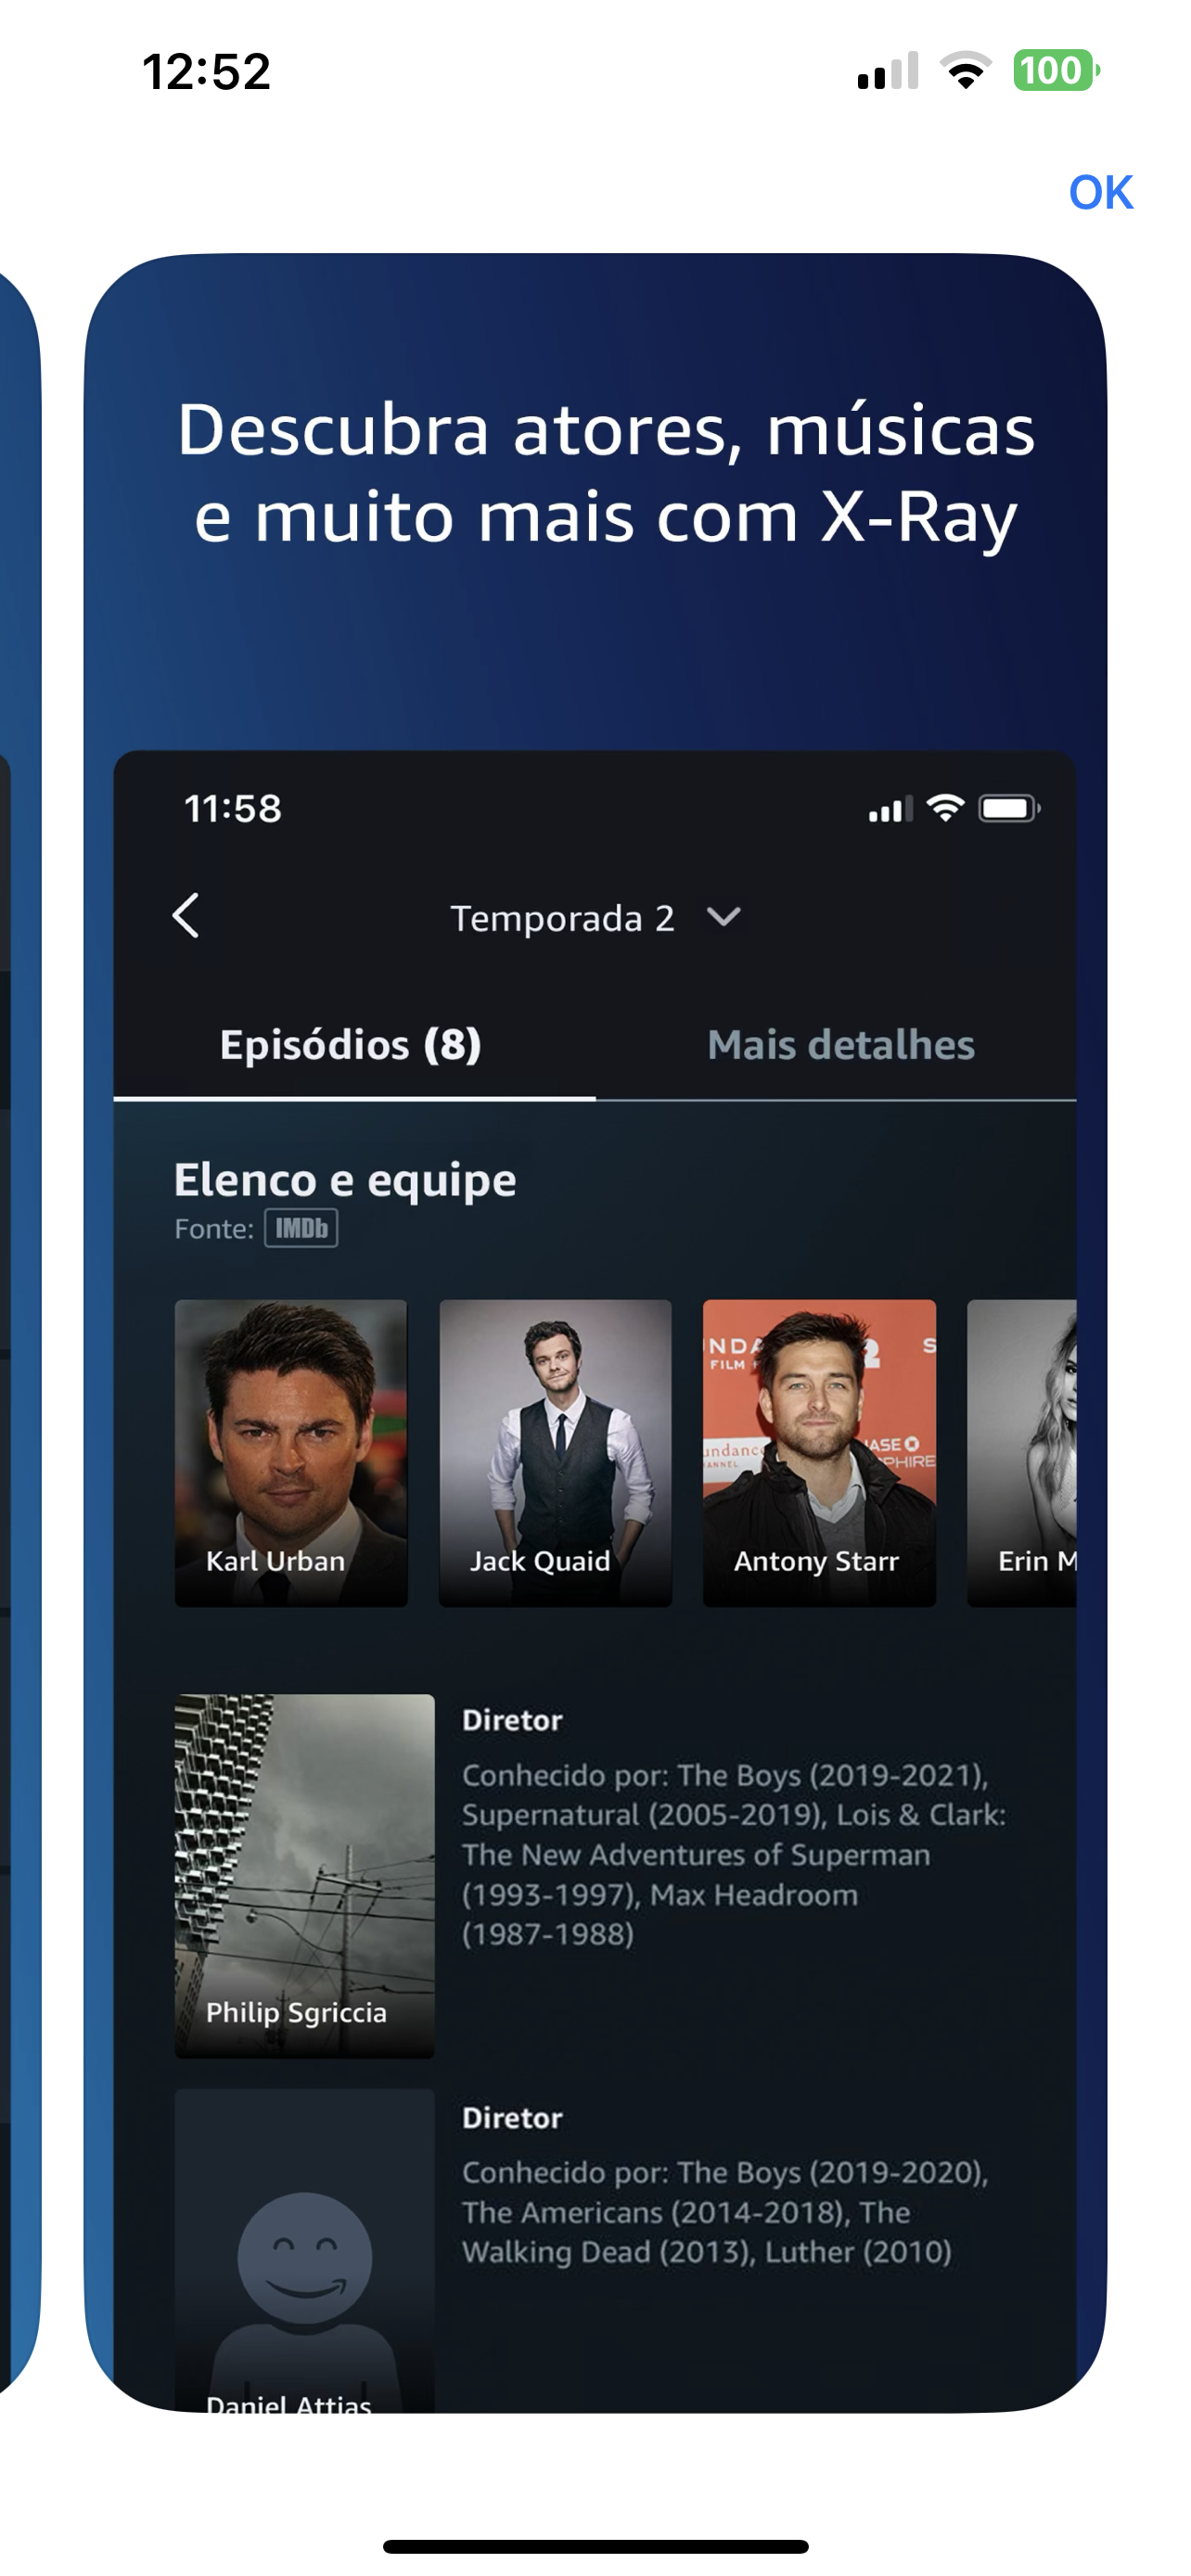 12:52
100
OK
Descubra atores, músicas
e muito mais com X-Ray
11:58
Temporada 2
Episódios (8)
Mais detalhes
Elenco e equipe
Fonte: IMDb
Karl Urban
Jack Quaid
Antony Starr
Erin M
Diretor
Conhecido por: The Boys (2019-2021),
Supernatural (2005-2019), Lois & Clark:
The New Adventures of Superman
(1993-1997), Max Headroom
(1987-1988)
Philip Sgriccia
Diretor
Conhecido por: The Boys (2019-2020),
The Americans (2014-2018), The
Walking Dead (2013), Luther (2010)
Daniel Attias